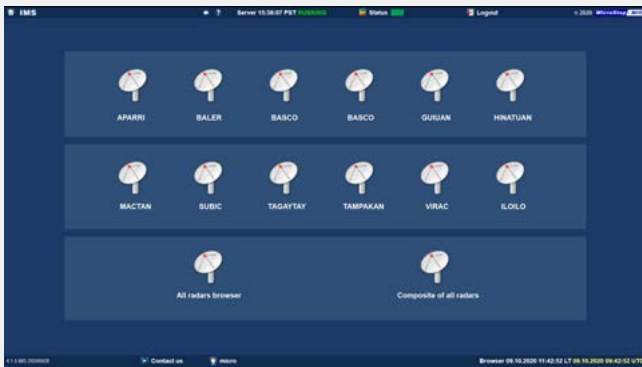 IMS ? Server 15:38:07 PST RUNNING Status Logout © 2020 MicroStep
APARRI BALER BASCO BASCO GUIUAN HINATUAN
MACTAN SUBIC TAGAYTAY TAMPAKAN VIRAC ILOILO
All radars browser Composite of all radars
Contact us micro Browser 09.10.2020 11:42:52 LT 09.10.2020 09:42:52 UTC